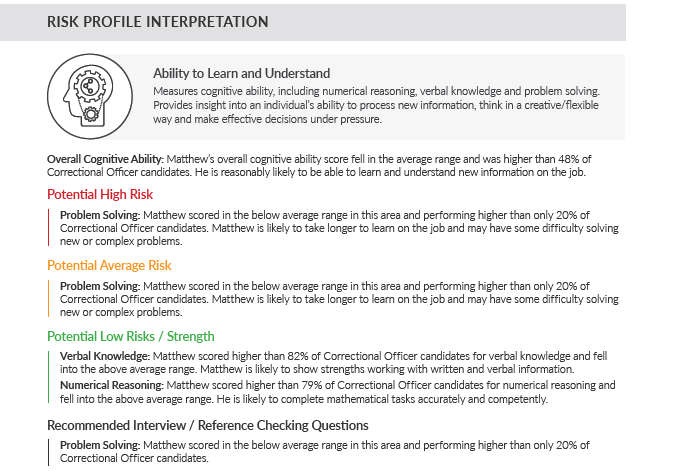 RISK PROFILE INTERPRETATION
Ability to Learn and Understand
Measures cognitive ability, including numerical reasoning, verbal knowledge and problem solving.
Provides insight into an individual's ability to process new information, think in a creative/flexible
way and make effective decisions under pressure.
Overall Cognitive Ability: Matthew's overall cognitive ability score fell in the average range and was higher than 48% of
Correctional Officer candidates. He is reasonably likely to be able to learn and understand new information on the job.
Potential High Risk
Problem Solving: Matthew scored in the below average range in this area and performing higher than only 20% of
Correctional Officer candidates. Matthew is likely to take longer to learn on the job and may have some difficulty solving
new or complex problems.
Potential Average Risk
Problem Solving: Matthew scored in the below average range in this area and performing higher than only 20% of
Correctional Officer candidates. Matthew is likely to take longer to learn on the job and may have some difficulty solving
new or complex problems.
Potential Low Risks / Strength
Verbal Knowledge: Matthew scored higher than 82% of Correctional Officer candidates for verbal knowledge and fell
into the above average range. Matthew is likely to show strengths working with written and verbal information.
Numerical Reasoning: Matthew scored higher than 79% of Correctional Officer candidates for numerical reasoning and
fell into the above average range. He is likely to complete mathematical tasks accurately and competently.
Recommended Interview / Reference Checking Questions
Problem Solving: Matthew scored in the below average range in this area and performing higher than only 20% of
Correctional Officer candidates.